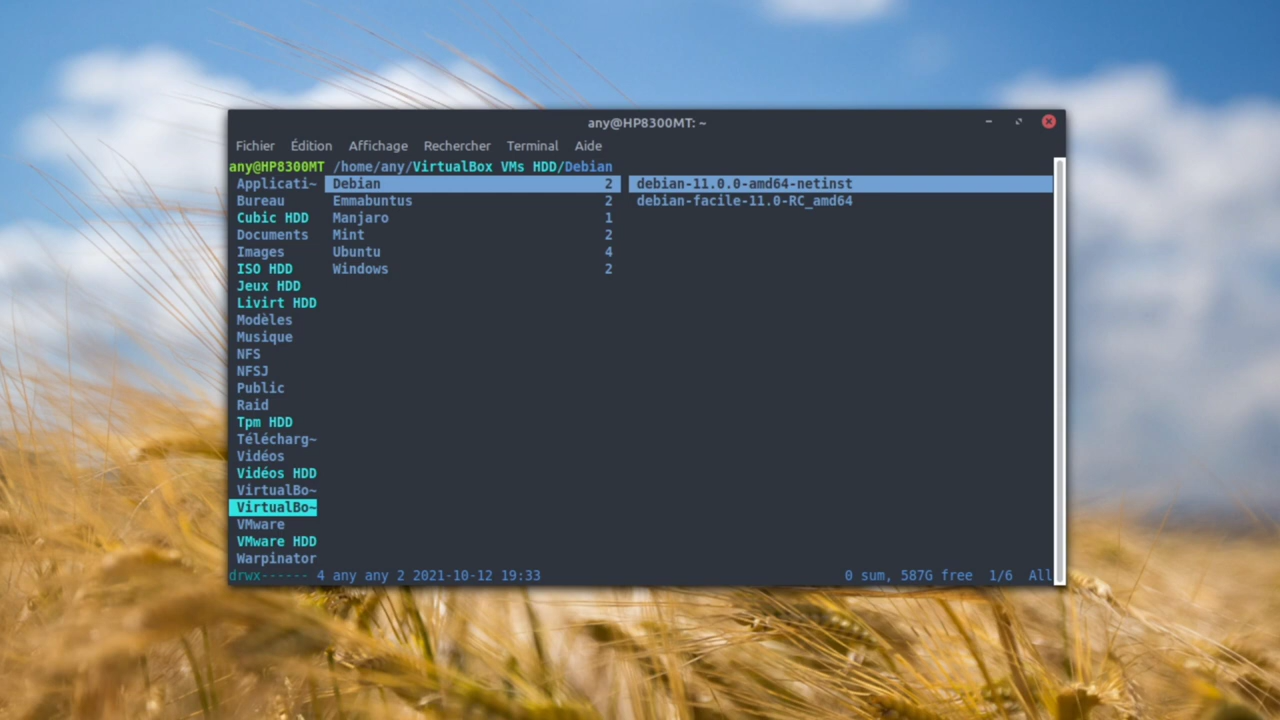 any@HP8300MT: ~
Fichier Édition Affichage Rechercher Terminal Aide
any@HP8300MT /home/any/VirtualBox VMs HDD/Debian
Applicati~ Debian 2 debian-11.0.0-amd64-netinst
Bureau Emmabuntus 2 debian-facile-11.0-RC_amd64
Cubic HDD Manjaro 1
Documents Mint 2
Images Ubuntu 4
ISO HDD Windows 2
Jeux HDD
Livirt HDD
Modèles
Musique
NFS
NFSJ
Public
Raid
Tpm HDD
Télécharg~
Vidéos
Vidéos HDD
VirtualBo~
VirtualBo~
VMware
VMware HDD
Warpinator
drwx------ 4 any any 2 2021-10-12 19:33 0 sum, 587G free 1/6 All